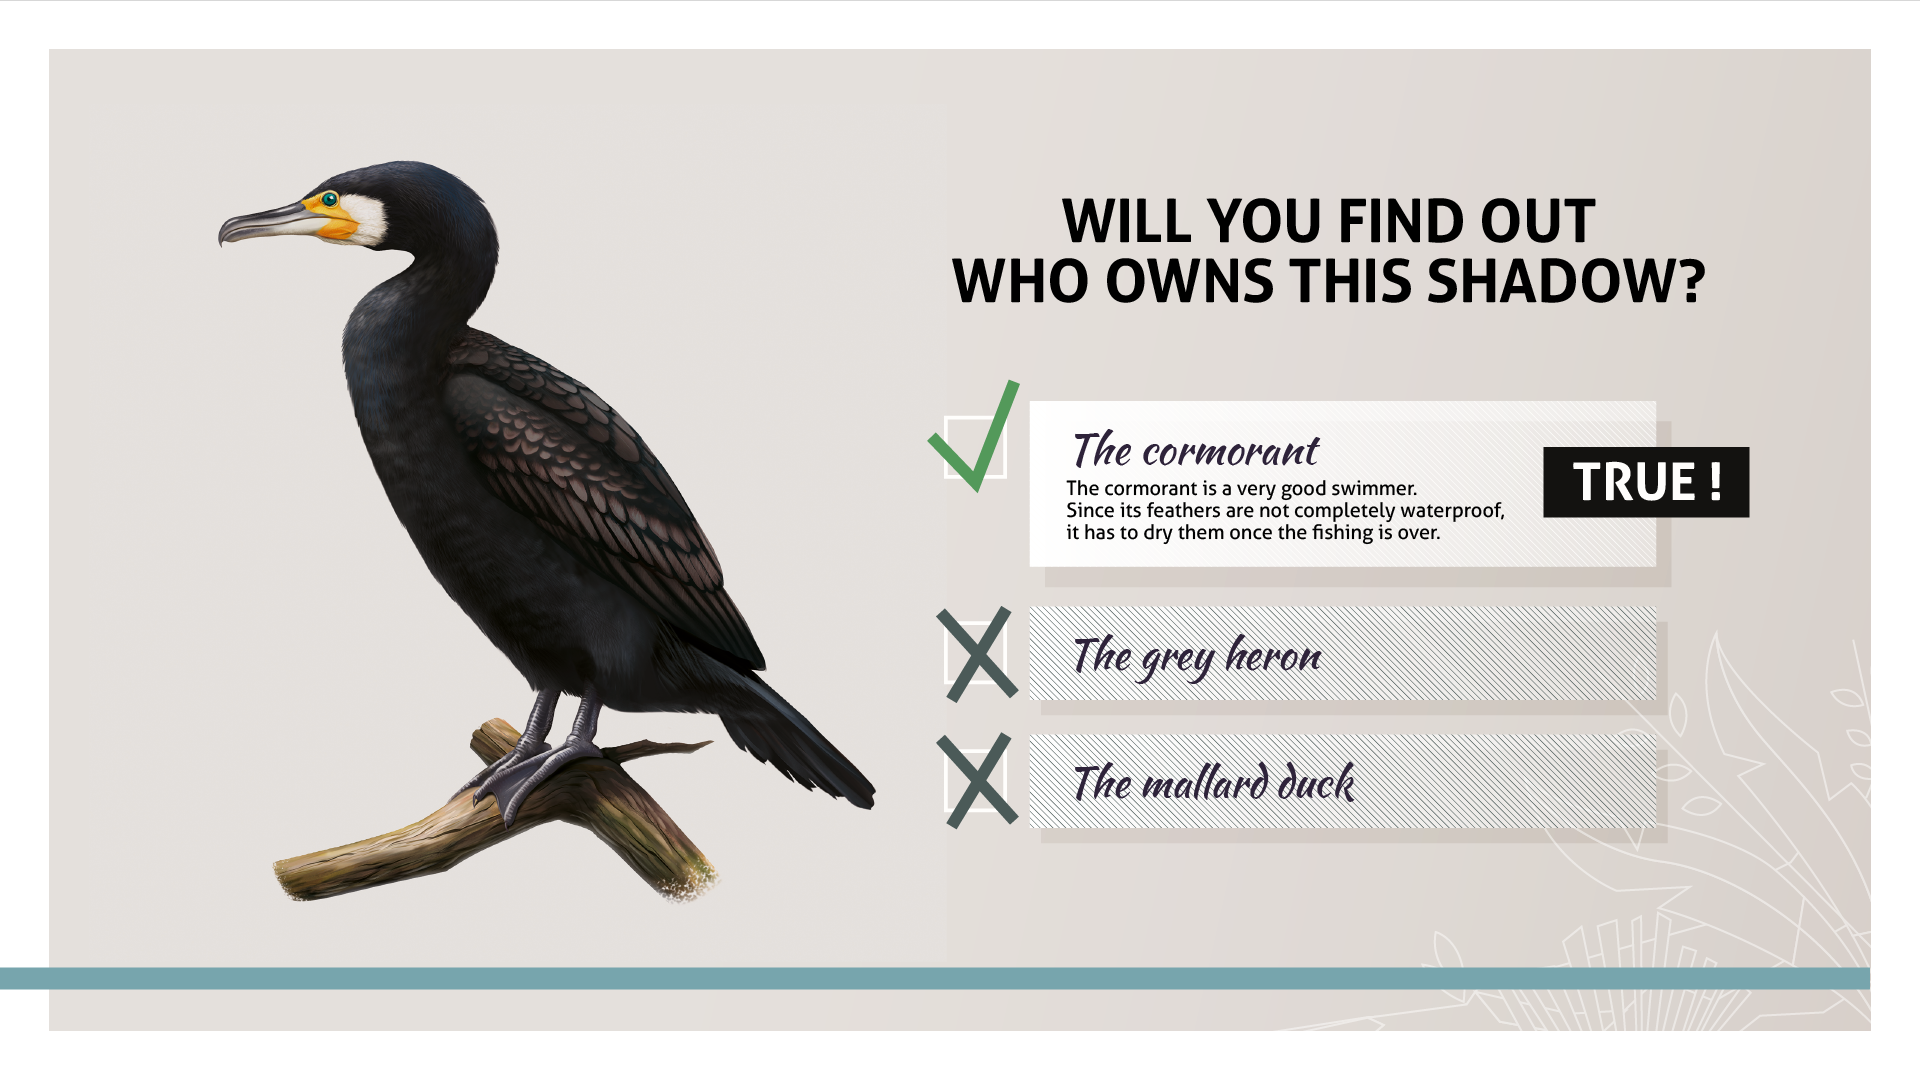 WILL YOU FIND OUT
WHO OWNS THIS SHADOW?
The cormorant
The cormorant is a very good swimmer.
Since its feathers are not completely waterproof,
it has to dry them once the fishing is over.
TRUE !
The grey heron
The mallard duck